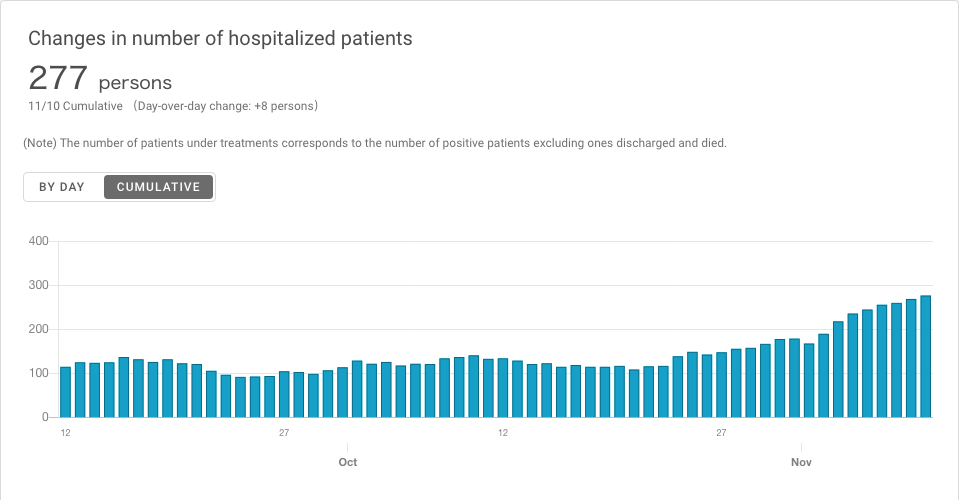 Changes in number of hospitalized patients
277 persons
11/10 Cumulative （Day-over-day change: +8 persons）
(Note) The number of patients under treatments corresponds to the number of positive patients excluding ones discharged and died.
BY DAY CUMULATIVE
400
300
200
100
0
12 27 12 27
Oct Nov